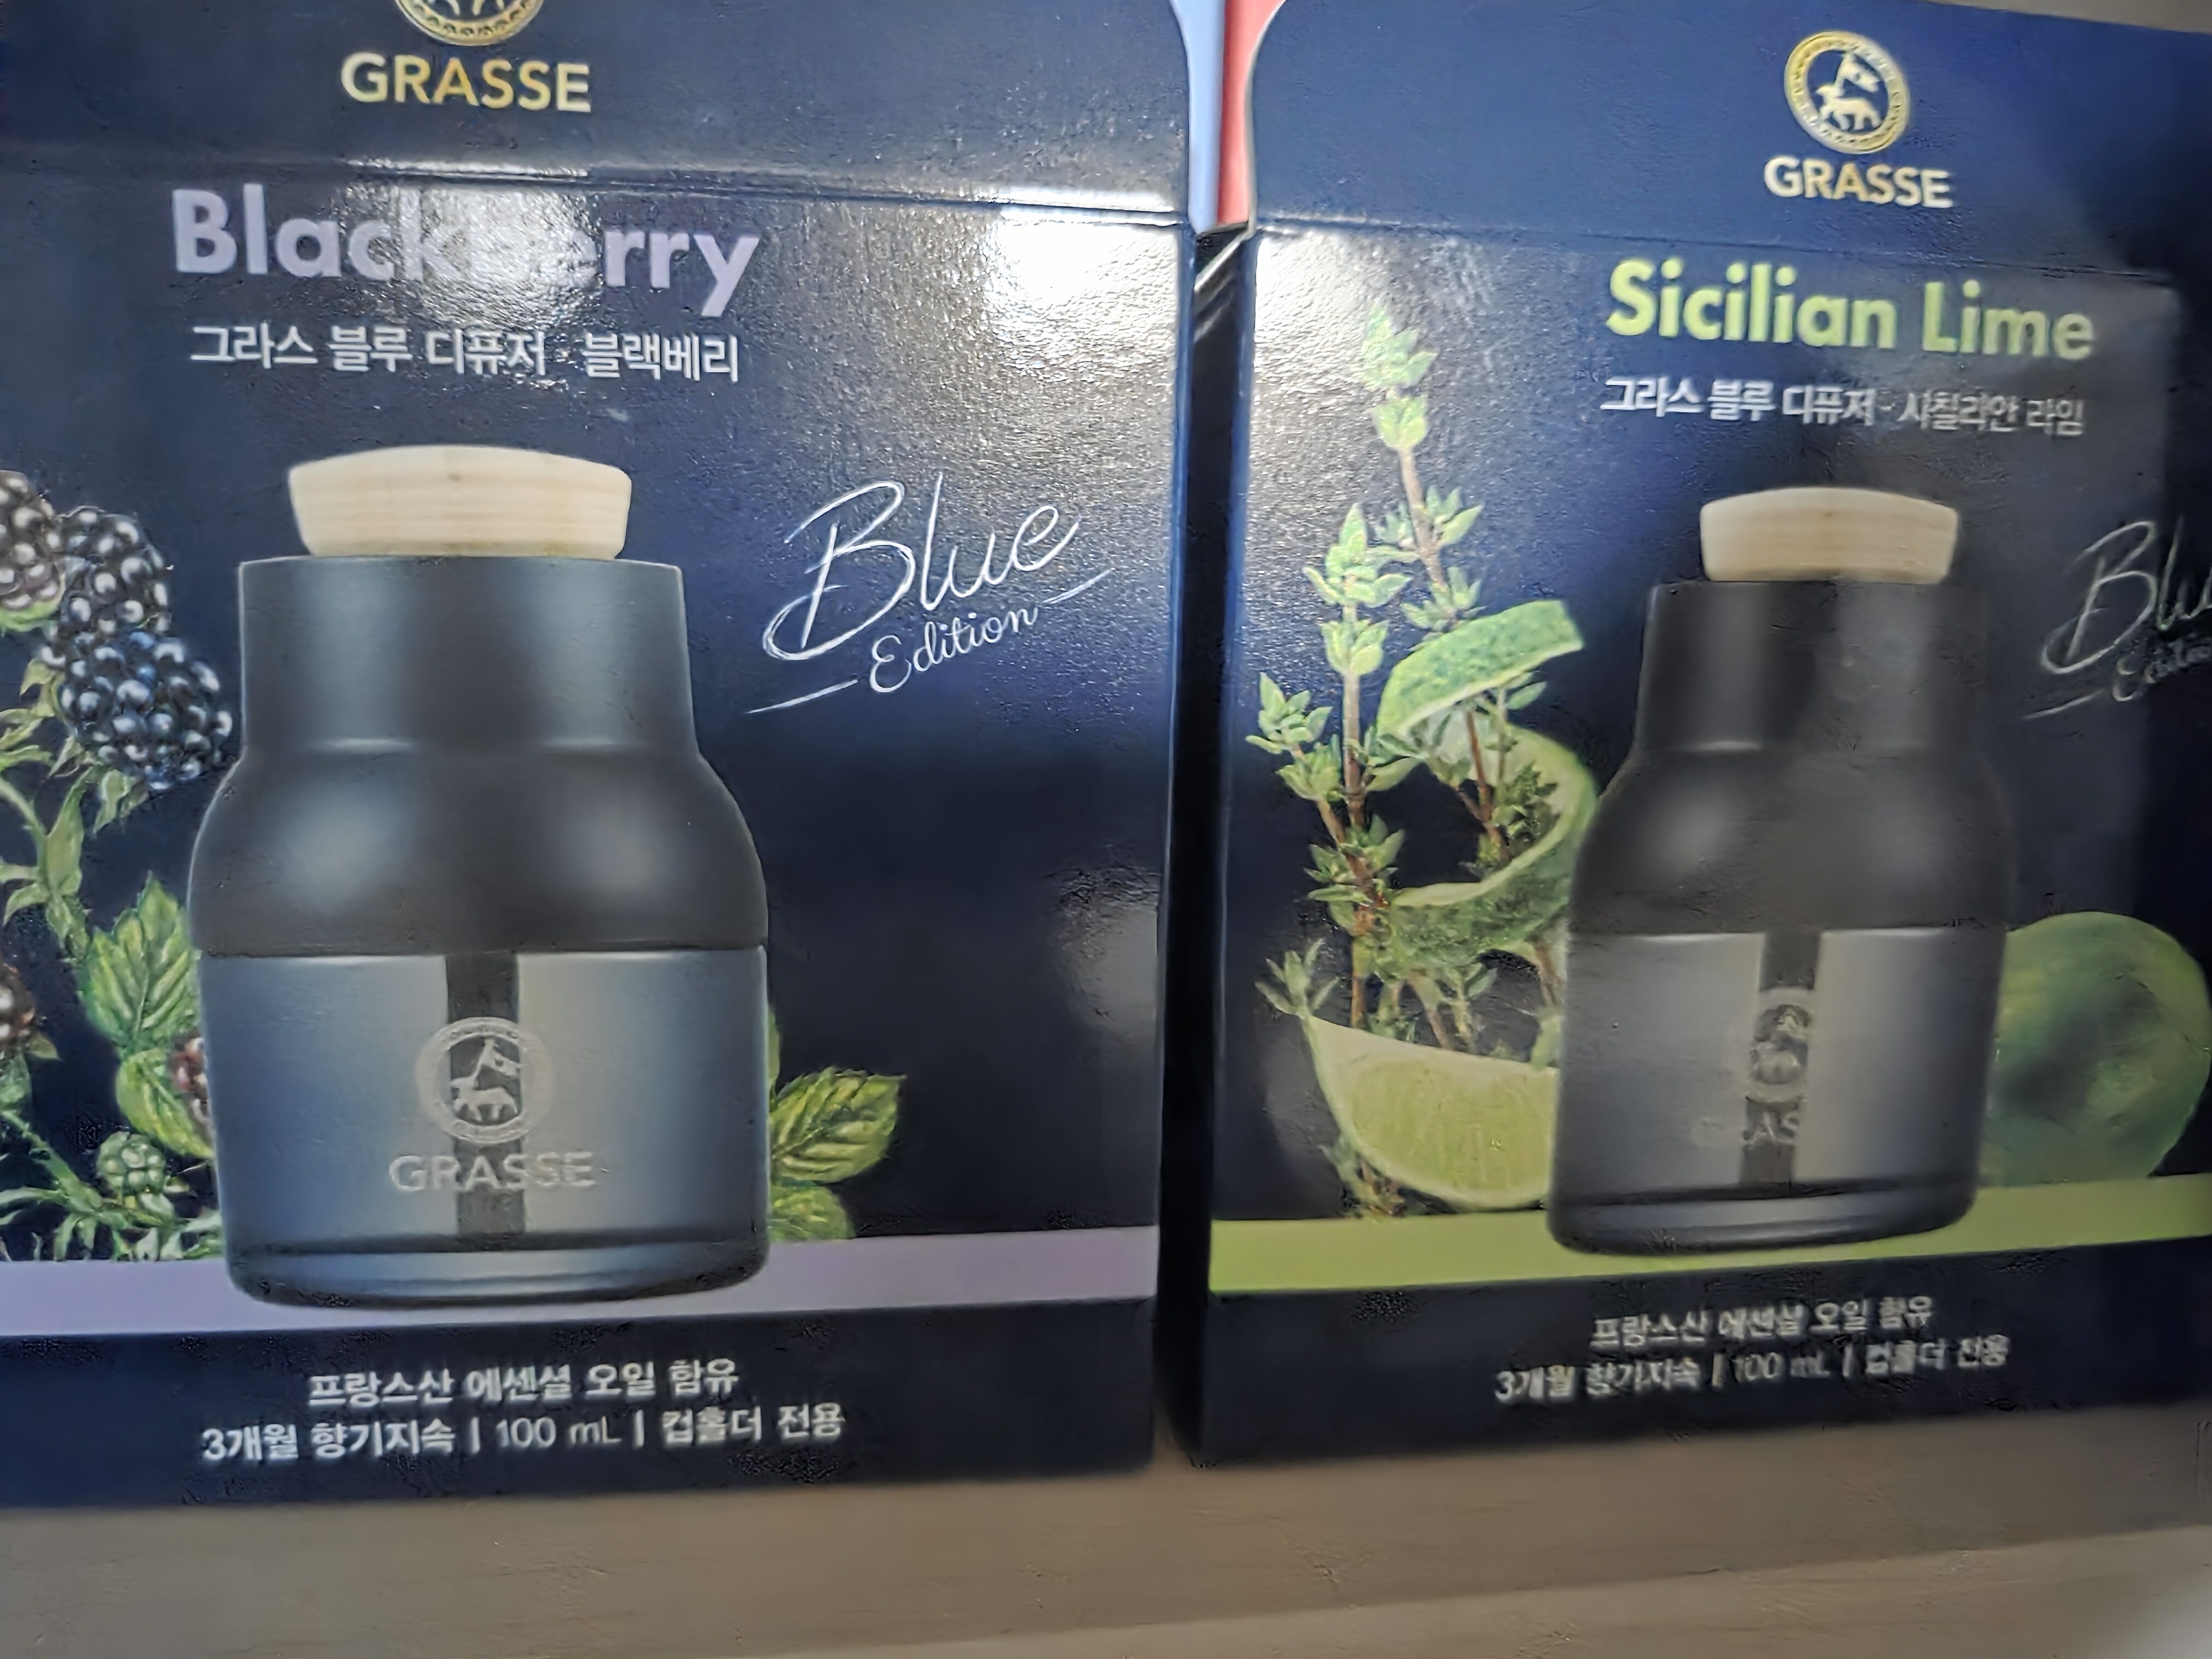 GRASSE
Blackberry
그라스 블루 디퓨저 - 블랙베리
Blue
Edition
GRASSE
프랑스산 에센셜 오일 함유
3개월 향기지속 | 100 mL | 컵홀더 전용
GRASSE
Sicilian Lime
그라스 블루 디퓨저 - 시칠리안 라임
프랑스산 에센셜 오일 함유
3개월 향기지속 | 100 mL | 컵홀더 전용